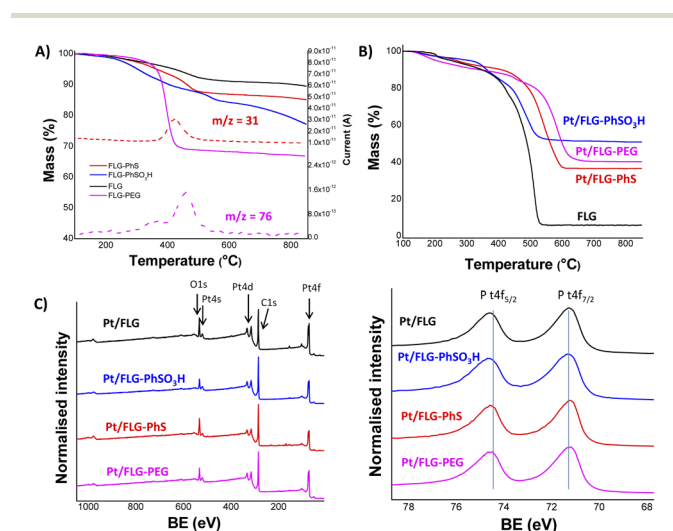 A)
100
90
80
70
60
50
40
Mass (%)
9.0x10⁻¹¹
8.0x10⁻¹¹
7.0x10⁻¹¹
6.0x10⁻¹¹
5.0x10⁻¹¹
4.0x10⁻¹¹
3.0x10⁻¹¹
2.0x10⁻¹¹
1.0x10⁻¹¹
2.4x10⁻¹²
1.6x10⁻¹²
8.0x10⁻¹³
0.0
Current (A)
m/z = 31
FLG-PhS
FLG-PhSO₃H
FLG
FLG-PEG
m/z = 76
200 400 600 800
Temperature (°C)
B)
100
80
60
40
20
0
Mass (%)
Pt/FLG-PhSO₃H
Pt/FLG-PEG
Pt/FLG-PhS
FLG
100 200 300 400 500 600 700 800 900
Temperature (°C)
C)
Normalised intensity
O1s
Pt4s
Pt4d
C1s
Pt4f
Pt/FLG
Pt/FLG-PhSO₃H
Pt/FLG-PhS
Pt/FLG-PEG
1000 800 600 400 200 0
BE (eV)
Normalised intensity
P t4f₅/₂
P t4f₇/₂
Pt/FLG
Pt/FLG-PhSO₃H
Pt/FLG-PhS
Pt/FLG-PEG
78 76 74 72 70 68
BE (eV)